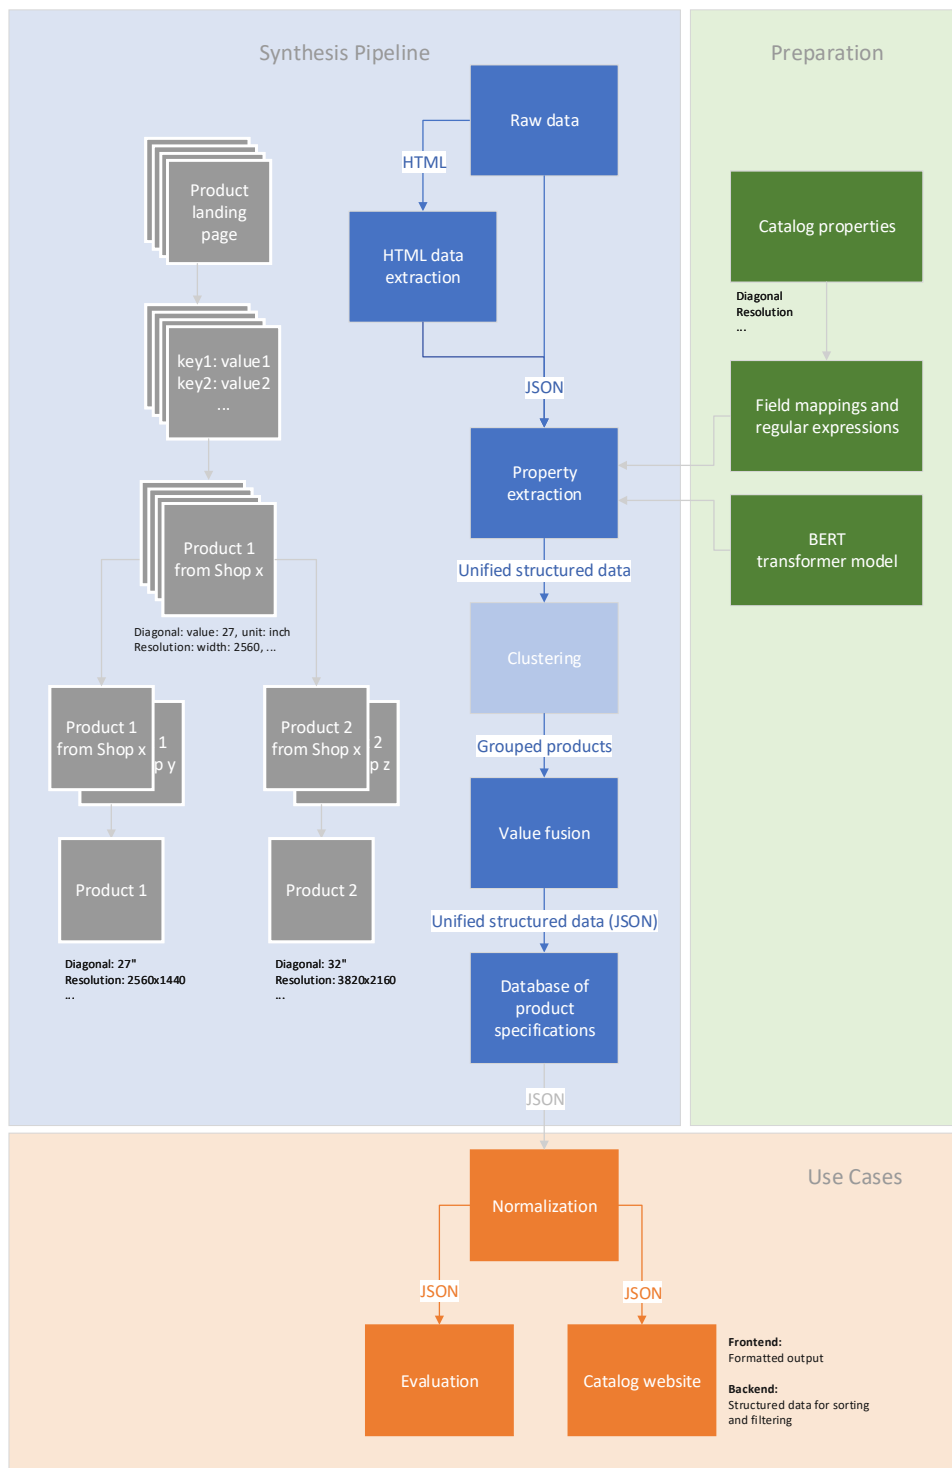 Synthesis Pipeline
Preparation
Raw data
HTML
Product
landing
page
HTML data
extraction
Catalog properties
Diagonal
Resolution
...
key1: value1
key2: value2
...
JSON
Field mappings and
regular expressions
Property
extraction
Product 1
from Shop x
BERT
transformer model
Unified structured data
Diagonal: value: 27, unit: inch
Resolution: width: 2560, ...
Clustering
Product 1
from Shop x
1
p y
Product 2
from Shop x
2
p z
Grouped products
Value fusion
Product 1
Product 2
Unified structured data (JSON)
Diagonal: 27"
Resolution: 2560x1440
...
Diagonal: 32"
Resolution: 3820x2160
...
Database of
product
specifications
JSON
Use Cases
Normalization
JSON
JSON
Evaluation
Catalog website
Frontend:
Formatted output
Backend:
Structured data for sorting
and filtering